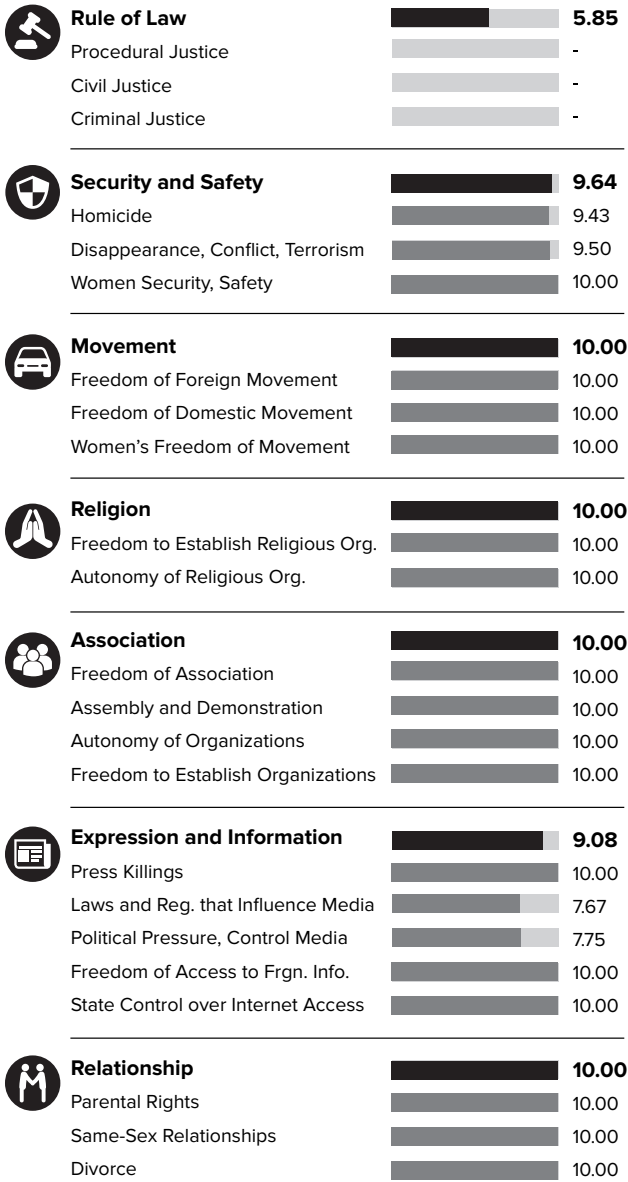 Rule of Law 5.85
Procedural Justice -
Civil Justice -
Criminal Justice -
Security and Safety 9.64
Homicide 9.43
Disappearance, Conflict, Terrorism 9.50
Women Security, Safety 10.00
Movement 10.00
Freedom of Foreign Movement 10.00
Freedom of Domestic Movement 10.00
Women’s Freedom of Movement 10.00
Religion 10.00
Freedom to Establish Religious Org. 10.00
Autonomy of Religious Org. 10.00
Association 10.00
Freedom of Association 10.00
Assembly and Demonstration 10.00
Autonomy of Organizations 10.00
Freedom to Establish Organizations 10.00
Expression and Information 9.08
Press Killings 10.00
Laws and Reg. that Influence Media 7.67
Political Pressure, Control Media 7.75
Freedom of Access to Frgn. Info. 10.00
State Control over Internet Access 10.00
Relationship 10.00
Parental Rights 10.00
Same-Sex Relationships 10.00
Divorce 10.00